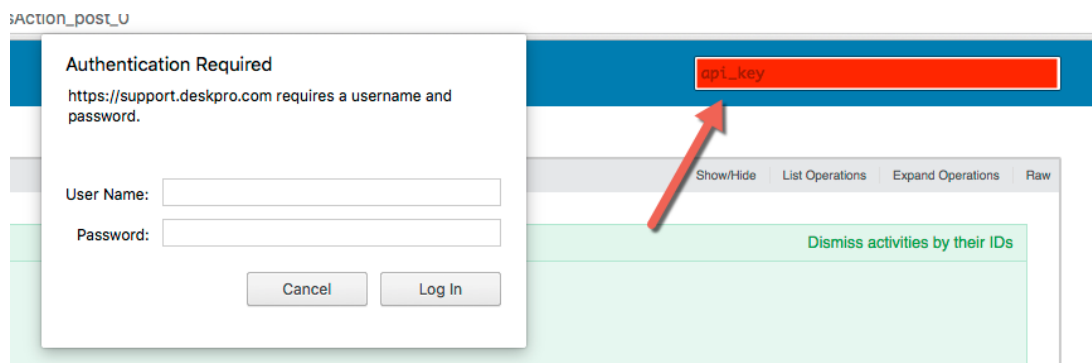 sAction_post_0
Authentication Required
https://support.deskpro.com requires a username and
password.
api_key
User Name:
Password:
Cancel
Log In
Show/Hide
List Operations
Expand Operations
Raw
Dismiss activities by their IDs